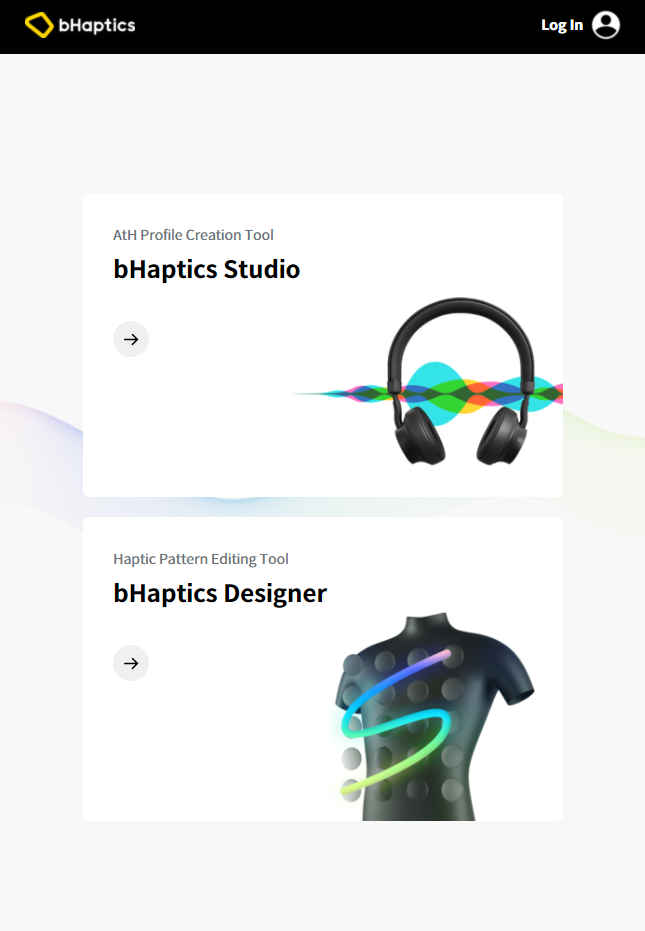 bHaptics
Log In
AtH Profile Creation Tool
bHaptics Studio
Haptic Pattern Editing Tool
bHaptics Designer